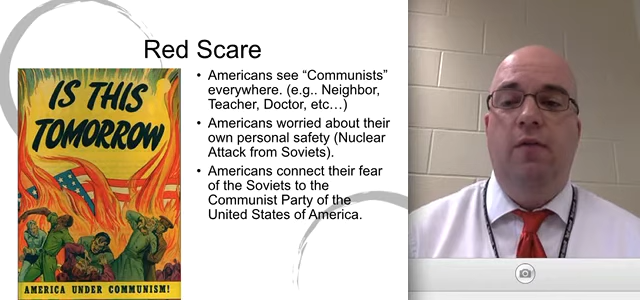 Red Scare
IS THIS
TOMORROW
AMERICA UNDER COMMUNISM!
• Americans see “Communists”
everywhere. (e.g.. Neighbor,
Teacher, Doctor, etc…)
• Americans worried about their
own personal safety (Nuclear
Attack from Soviets).
• Americans connect their fear
of the Soviets to the
Communist Party of the
United States of America.